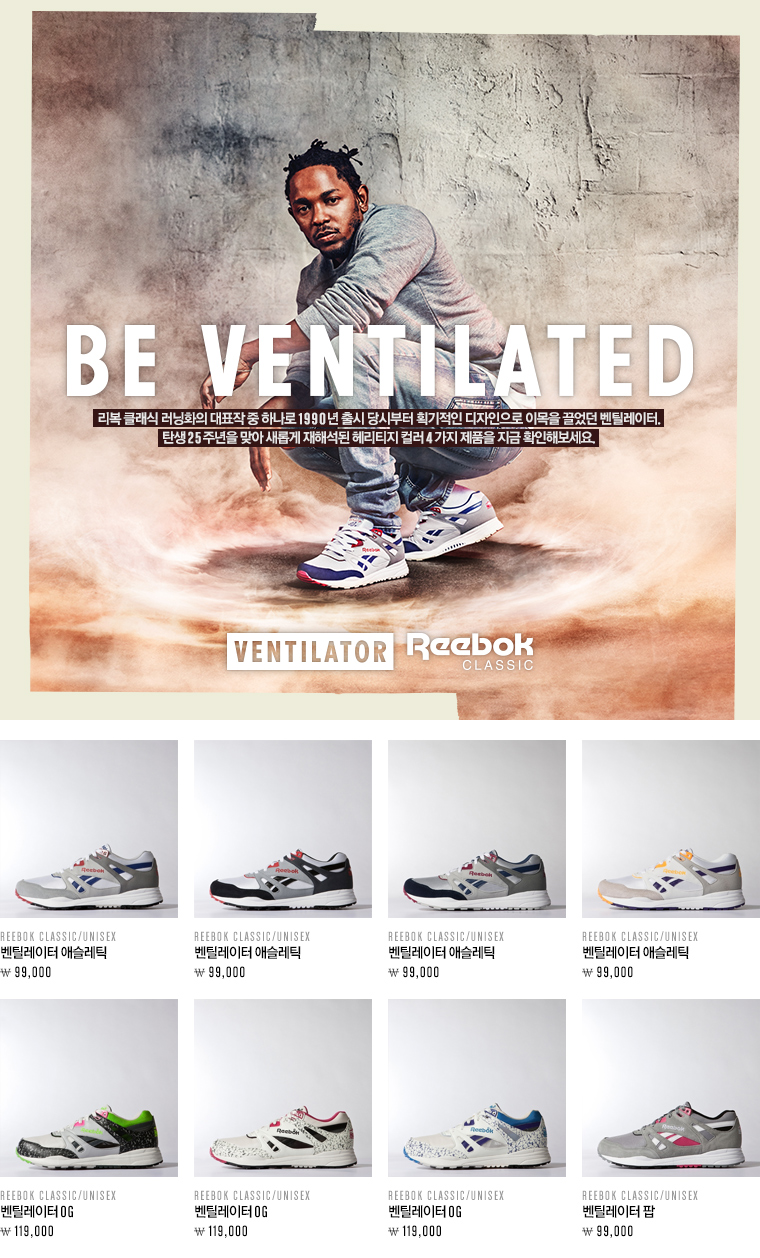 BE VENTILATED
리복 클래식 러닝화의 대표작 중 하나로 1990년 출시 당시부터 획기적인 디자인으로 이목을 끌었던 벤틸레이터.
탄생 25주년을 맞아 새롭게 재해석된 헤리티지 컬러 4가지 제품을 지금 확인해보세요.
VENTILATOR Reebok
CLASSIC
REEBOK CLASSIC/UNISEX
벤틸레이터 애슬레틱
₩ 99,000
REEBOK CLASSIC/UNISEX
벤틸레이터 애슬레틱
₩ 99,000
REEBOK CLASSIC/UNISEX
벤틸레이터 애슬레틱
₩ 99,000
REEBOK CLASSIC/UNISEX
벤틸레이터 애슬레틱
₩ 99,000
REEBOK CLASSIC/UNISEX
벤틸레이터 OG
₩ 119,000
REEBOK CLASSIC/UNISEX
벤틸레이터 OG
₩ 119,000
REEBOK CLASSIC/UNISEX
벤틸레이터 OG
₩ 119,000
REEBOK CLASSIC/UNISEX
벤틸레이터 팝
₩ 99,000